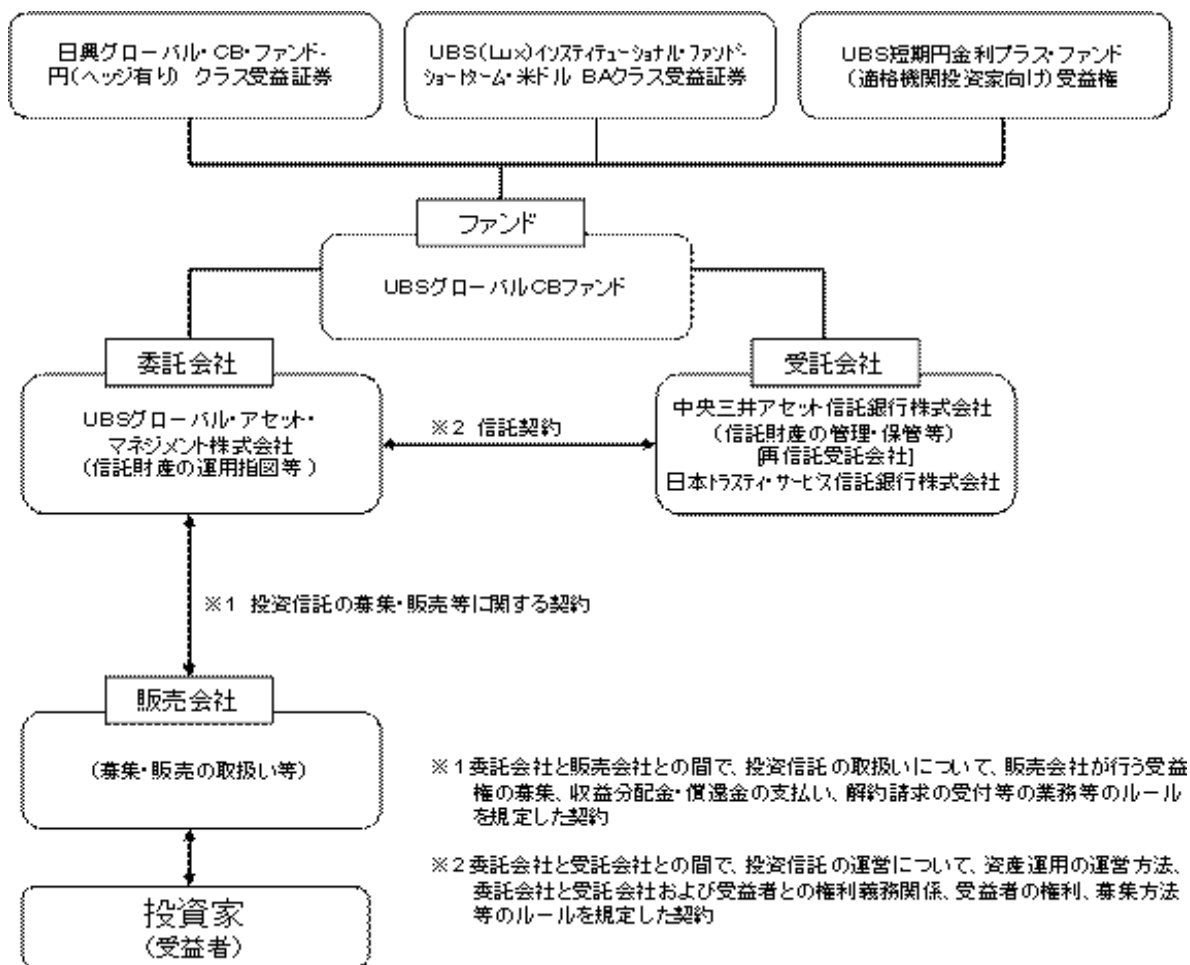 日興グローバル・CB・ファンド-
円(ヘッジ有り) クラス受益証券
UBS(Lux)インスティテューショナル・ファンド-
ショートターム・米ドル BAクラス受益証券
UBS短期円金利プラス・ファンド
(適格機関投資家向け)受益権
ファンド
UBSグローバルCBファンド
委託会社
UBSグローバル・アセット・
マネジメント株式会社
(信託財産の運用指図等)
※2 信託契約
受託会社
中央三井アセット信託銀行株式会社
(信託財産の管理・保管等)
[再信託受託会社]
日本トラスティ・サービス信託銀行株式会社
※1 投資信託の募集・販売等に関する契約
販売会社
(募集・販売の取扱い等)
投資家
(受益者)
※1委託会社と販売会社との間で、投資信託の取扱いについて、販売会社が行う受益
権の募集、収益分配金・償還金の支払い、解約請求の受付等の業務等のルール
を規定した契約
※2委託会社と受託会社との間で、投資信託の運営について、資産運用の運営方法、
委託会社と受託会社および受益者との権利義務関係、受益者の権利、募集方法
等のルールを規定した契約